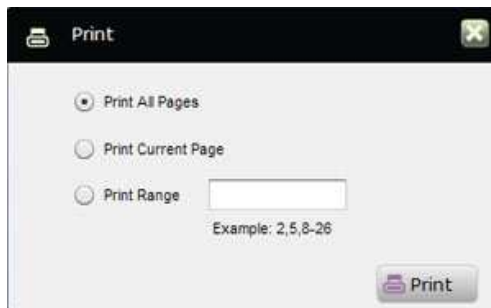 Print
Print All Pages
Print Current Page
Print Range
Example: 2,5,8-26
Print